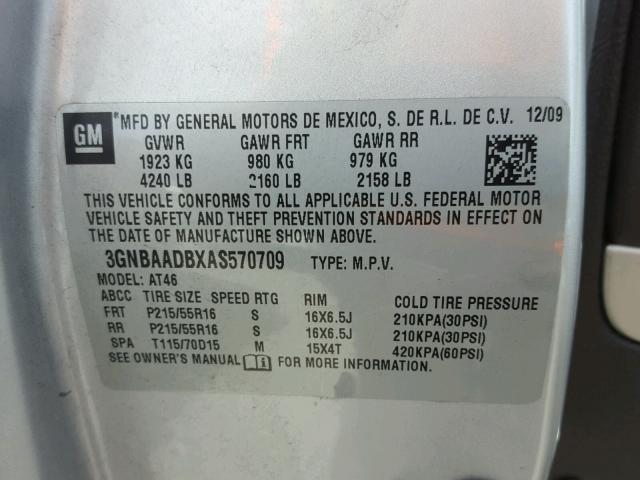 GM
*MFD BY GENERAL MOTORS DE MEXICO, S. DE R.L. DE C.V. 12/09
GVWR GAWR FRT GAWR RR
1923 KG 980 KG 979 KG
4240 LB 2160 LB 2158 LB
THIS VEHICLE CONFORMS TO ALL APPLICABLE U.S. FEDERAL MOTOR
VEHICLE SAFETY AND THEFT PREVENTION STANDARDS IN EFFECT ON
THE DATE OF MANUFACTURE SHOWN ABOVE.
3GNBAADBXAS570709 TYPE: M.P.V.
MODEL: AT46
ABCC TIRE SIZE SPEED RTG RIM COLD TIRE PRESSURE
FRT P215/55R16 S 16X6.5J 210KPA(30PSI)
RR P215/55R16 S 16X6.5J 210KPA(30PSI)
SPA T115/70D15 M 15X4T 420KPA(60PSI)
SEE OWNER'S MANUAL FOR MORE INFORMATION.